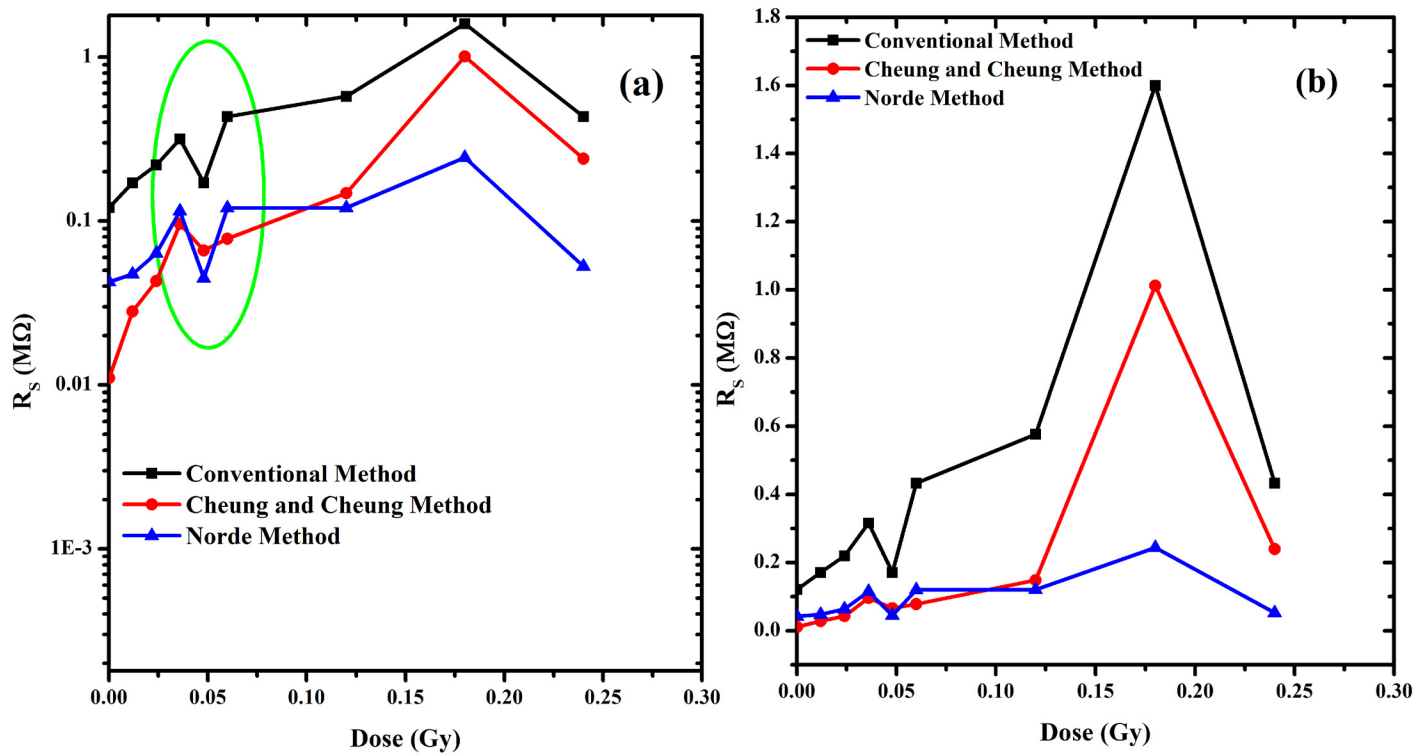 (a)
1
0.1
0.01
1E-3
R_S (MΩ)
Conventional Method
Cheung and Cheung Method
Norde Method
0.00 0.05 0.10 0.15 0.20 0.25 0.30
Dose (Gy)
(b)
Conventional Method
Cheung and Cheung Method
Norde Method
1.8
1.6
1.4
1.2
1.0
0.8
0.6
0.4
0.2
0.0
R_S (MΩ)
0.00 0.05 0.10 0.15 0.20 0.25 0.30
Dose (Gy)